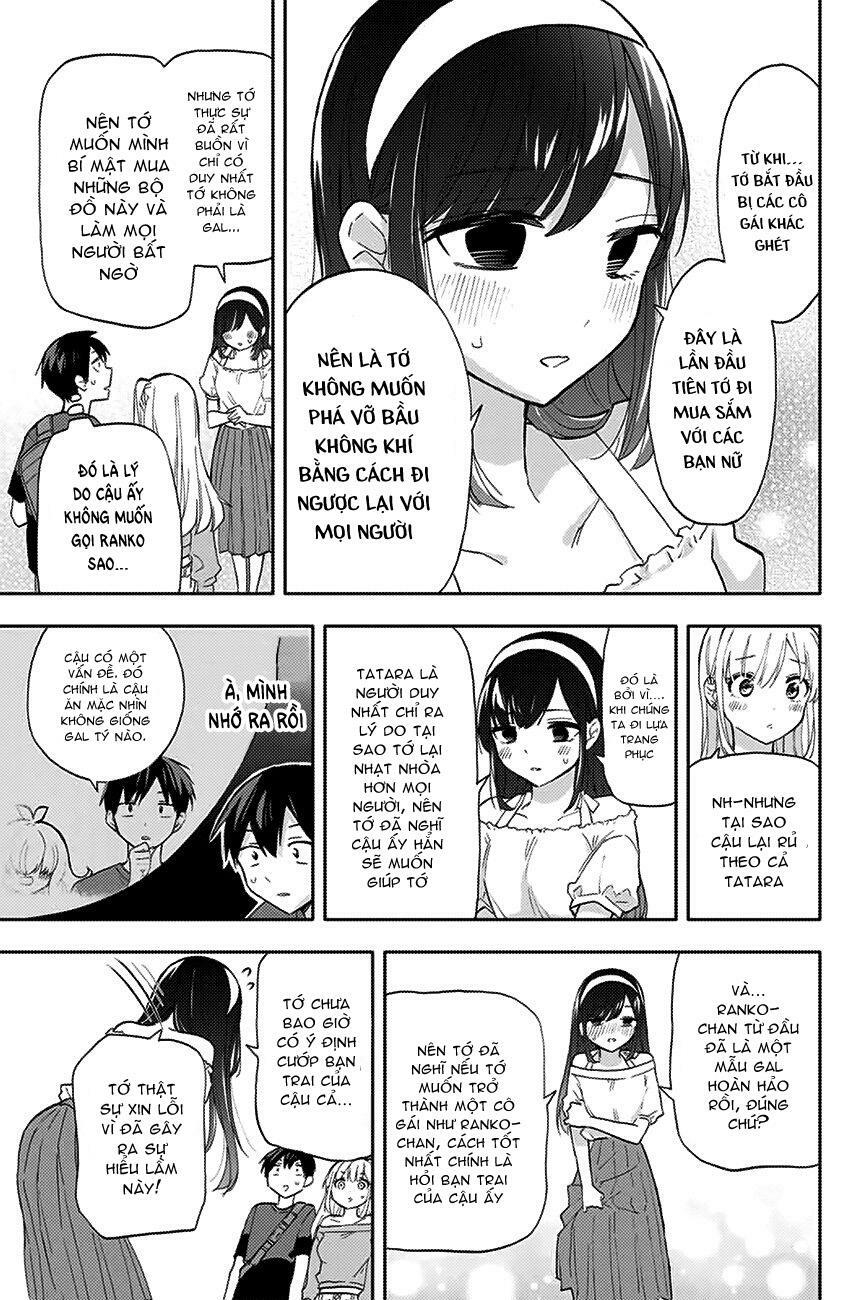 TỪ KHI...
TỚ BẮT ĐẦU
BỊ CÁC CÔ
GÁI KHÁC
GHÉT
ĐÂY LÀ
LẦN ĐẦU
TIÊN TỚ ĐI
MUA SẮM
VỚI CÁC
BẠN NỮ
NÊN LÀ TỚ
KHÔNG MUỐN
PHÁ VỠ BẦU
KHÔNG KHÍ
BẰNG CÁCH ĐI
NGƯỢC LẠI VỚI
MỌI NGƯỜI
NHƯNG TỚ
THỰC SỰ
ĐÃ RẤT
BUỒN VÌ
CHỈ CÓ
DUY NHẤT
TỚ KHÔNG
PHẢI LÀ
GAL...
NÊN TỚ
MUỐN MÌNH
BÍ MẬT MUA
NHỮNG BỘ
ĐỒ NÀY VÀ
LÀM MỌI
NGƯỜI BẤT
NGỜ
ĐÓ LÀ LÝ
DO CẬU ẤY
KHÔNG MUỐN
GỌI RANKO
SAO...
NH-NHƯNG
TẠI SAO
CẬU LẠI RỦ
THEO CẢ
TATARA
ĐÓ LÀ
BỞI VÌ....
KHI CHÚNG
TA ĐI LỰA
TRANG
PHỤC
TATARA LÀ
NGƯỜI DUY
NHẤT CHỈ RA
LÝ DO TẠI
SAO TỚ LẠI
NHẠT NHÒA
HƠN MỌI
NGƯỜI, NÊN
TỚ ĐÃ NGHĨ
CẬU ẤY HẲN
SẼ MUỐN
GIÚP TỚ
À, MÌNH
NHỚ RA RỒI
CẬU CÓ MỘT
VẤN ĐỀ. ĐÓ
CHÍNH LÀ CẬU
ĂN MẶC NHÌN
KHÔNG GIỐNG
GAL TÝ NÀO.
VÀ...
RANKO-
CHAN TỪ ĐẦU
ĐÃ LÀ MỘT
MẪU GAL
HOÀN HẢO
RỒI, ĐÚNG
CHỨ?
NÊN TỚ ĐÃ
NGHĨ NẾU TỚ
MUỐN TRỞ
THÀNH MỘT CÔ
GÁI NHƯ RANKO-
CHAN, CÁCH TỐT
NHẤT CHÍNH LÀ
HỎI BẠN TRAI
CỦA CẬU ẤY
TỚ CHƯA
BAO GIỜ
CÓ Ý ĐỊNH
CƯỚP BẠN
TRAI CỦA
CẬU CẢ...
TỚ THẬT
SỰ XIN LỖI
VÌ ĐÃ GÂY
RA SỰ
HIỂU LẦM
NÀY!